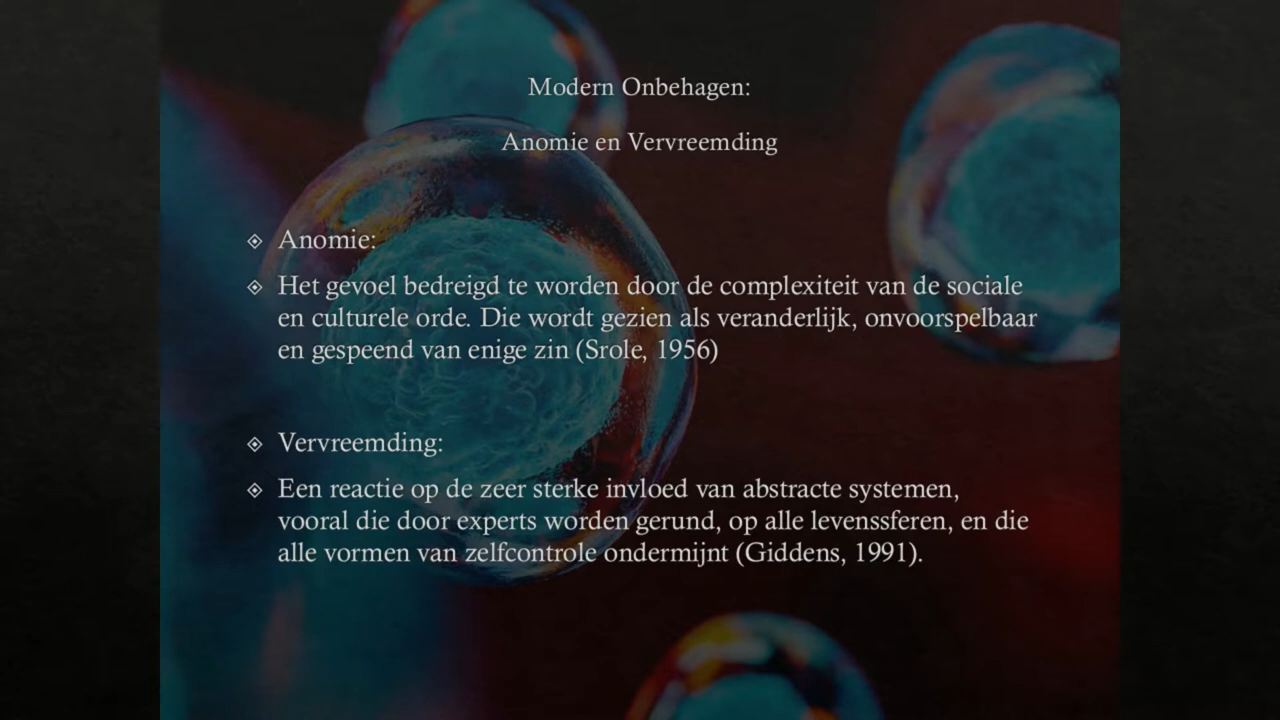 Modern Onbehagen:
Anomie en Vervreemding
Anomie:
Het gevoel bedreigd te worden door de complexiteit van de sociale
en culturele orde. Die wordt gezien als veranderlijk, onvoorspelbaar
en gespeend van enige zin (Srole, 1956)
Vervreemding:
Een reactie op de zeer sterke invloed van abstracte systemen,
vooral die door experts worden gerund, op alle levenssferen, en die
alle vormen van zelfcontrole ondermijnt (Giddens, 1991).